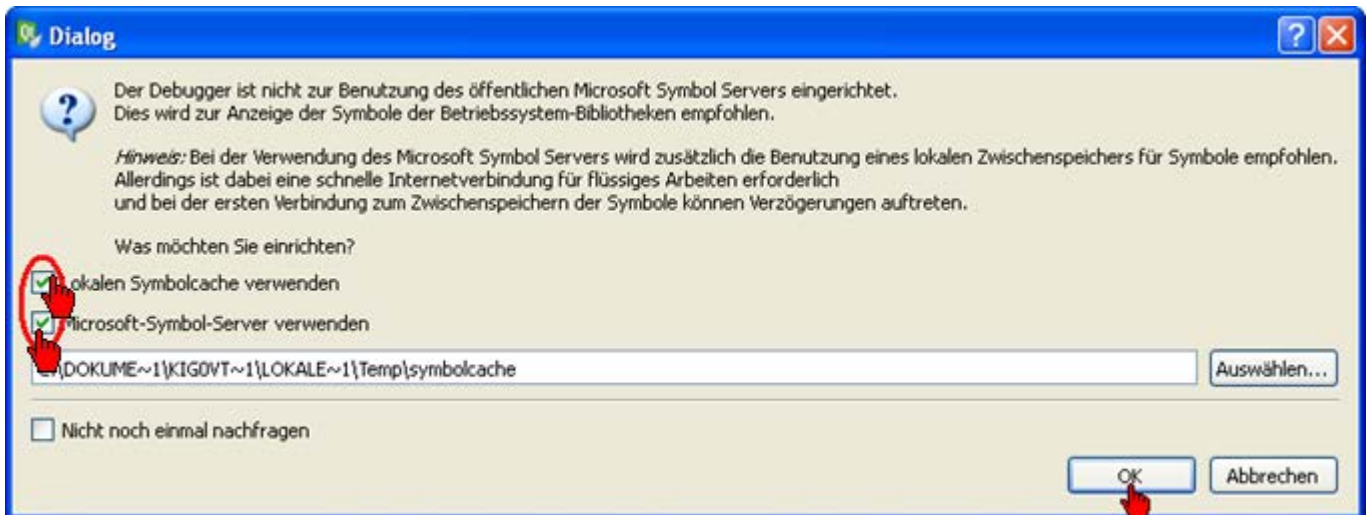 Dialog
Der Debugger ist nicht zur Benutzung des öffentlichen Microsoft Symbol Servers eingerichtet.
Dies wird zur Anzeige der Symbole der Betriebssystem-Bibliotheken empfohlen.
Hinweis: Bei der Verwendung des Microsoft Symbol Servers wird zusätzlich die Benutzung eines lokalen Zwischenspeichers für Symbole empfohlen.
Allerdings ist dabei eine schnelle Internetverbindung für flüssiges Arbeiten erforderlich
und bei der ersten Verbindung zum Zwischenspeichern der Symbole können Verzögerungen auftreten.
Was möchten Sie einrichten?
Lokalen Symbolcache verwenden
Microsoft-Symbol-Server verwenden
\DOKUME~1\KIG0VT~1\LOKALE~1\Temp\symbolcache
Auswählen...
Nicht noch einmal nachfragen
OK
Abbrechen